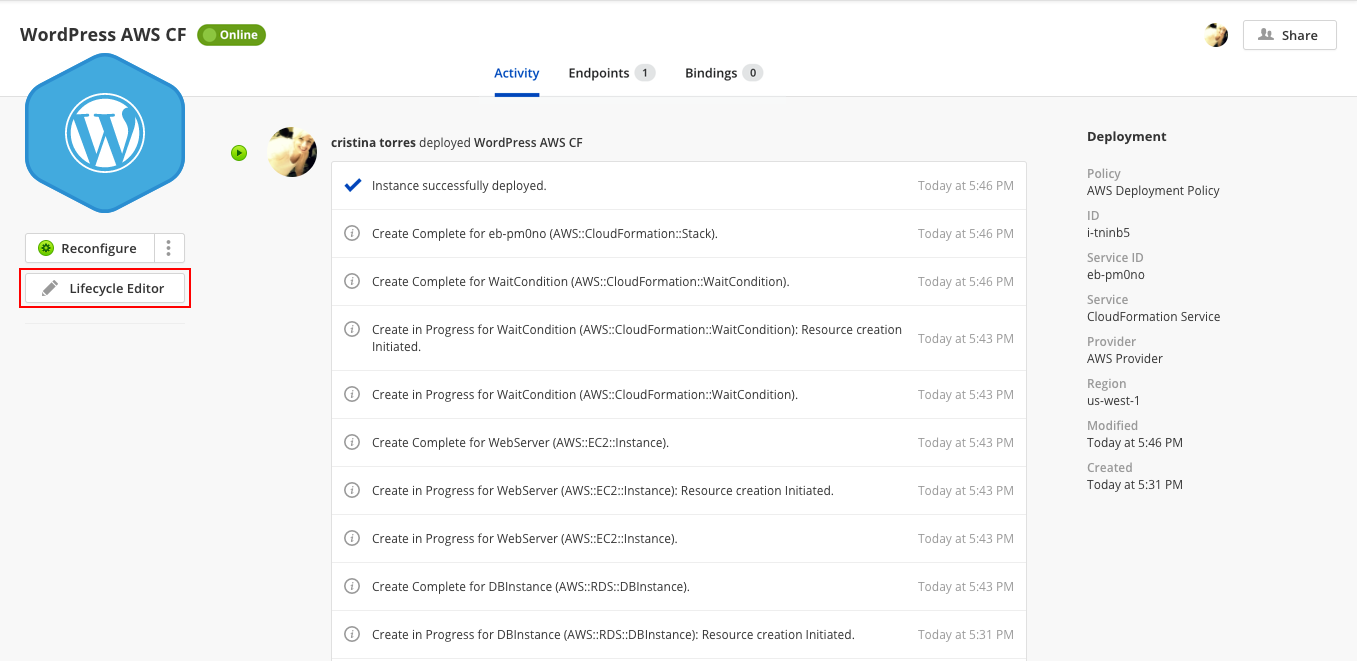 WordPress AWS CF
Online
Share
Activity
Endpoints 1
Bindings 0
Reconfigure
Lifecycle Editor
cristina torres deployed WordPress AWS CF
Instance successfully deployed. Today at 5:46 PM
Create Complete for eb-pm0no (AWS::CloudFormation::Stack). Today at 5:46 PM
Create Complete for WaitCondition (AWS::CloudFormation::WaitCondition). Today at 5:46 PM
Create in Progress for WaitCondition (AWS::CloudFormation::WaitCondition): Resource creation
Initiated.
Today at 5:43 PM
Create in Progress for WaitCondition (AWS::CloudFormation::WaitCondition). Today at 5:43 PM
Create Complete for WebServer (AWS::EC2::Instance). Today at 5:43 PM
Create in Progress for WebServer (AWS::EC2::Instance): Resource creation Initiated. Today at 5:43 PM
Create in Progress for WebServer (AWS::EC2::Instance). Today at 5:43 PM
Create Complete for DBInstance (AWS::RDS::DBInstance). Today at 5:43 PM
Create in Progress for DBInstance (AWS::RDS::DBInstance): Resource creation Initiated. Today at 5:31 PM
Deployment
Policy
AWS Deployment Policy
ID
i-tninb5
Service ID
eb-pm0no
Service
CloudFormation Service
Provider
AWS Provider
Region
us-west-1
Modified
Today at 5:46 PM
Created
Today at 5:31 PM